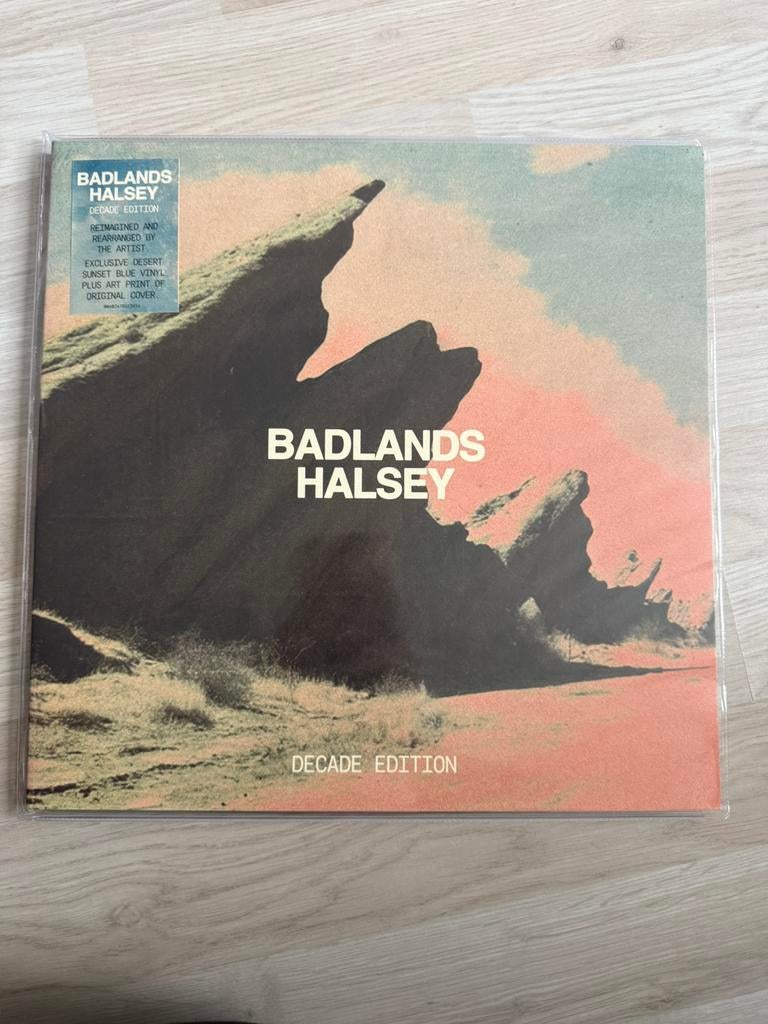 BADLANDS
HALSEY
DECADE EDITION
REIMAGINED AND
REARRANGED BY
THE ARTIST.
EXCLUSIVE DESERT
SUNSET BLUE VINYL
PLUS ART PRINT OF
ORIGINAL COVER.
BADLANDS
HALSEY
DECADE EDITION